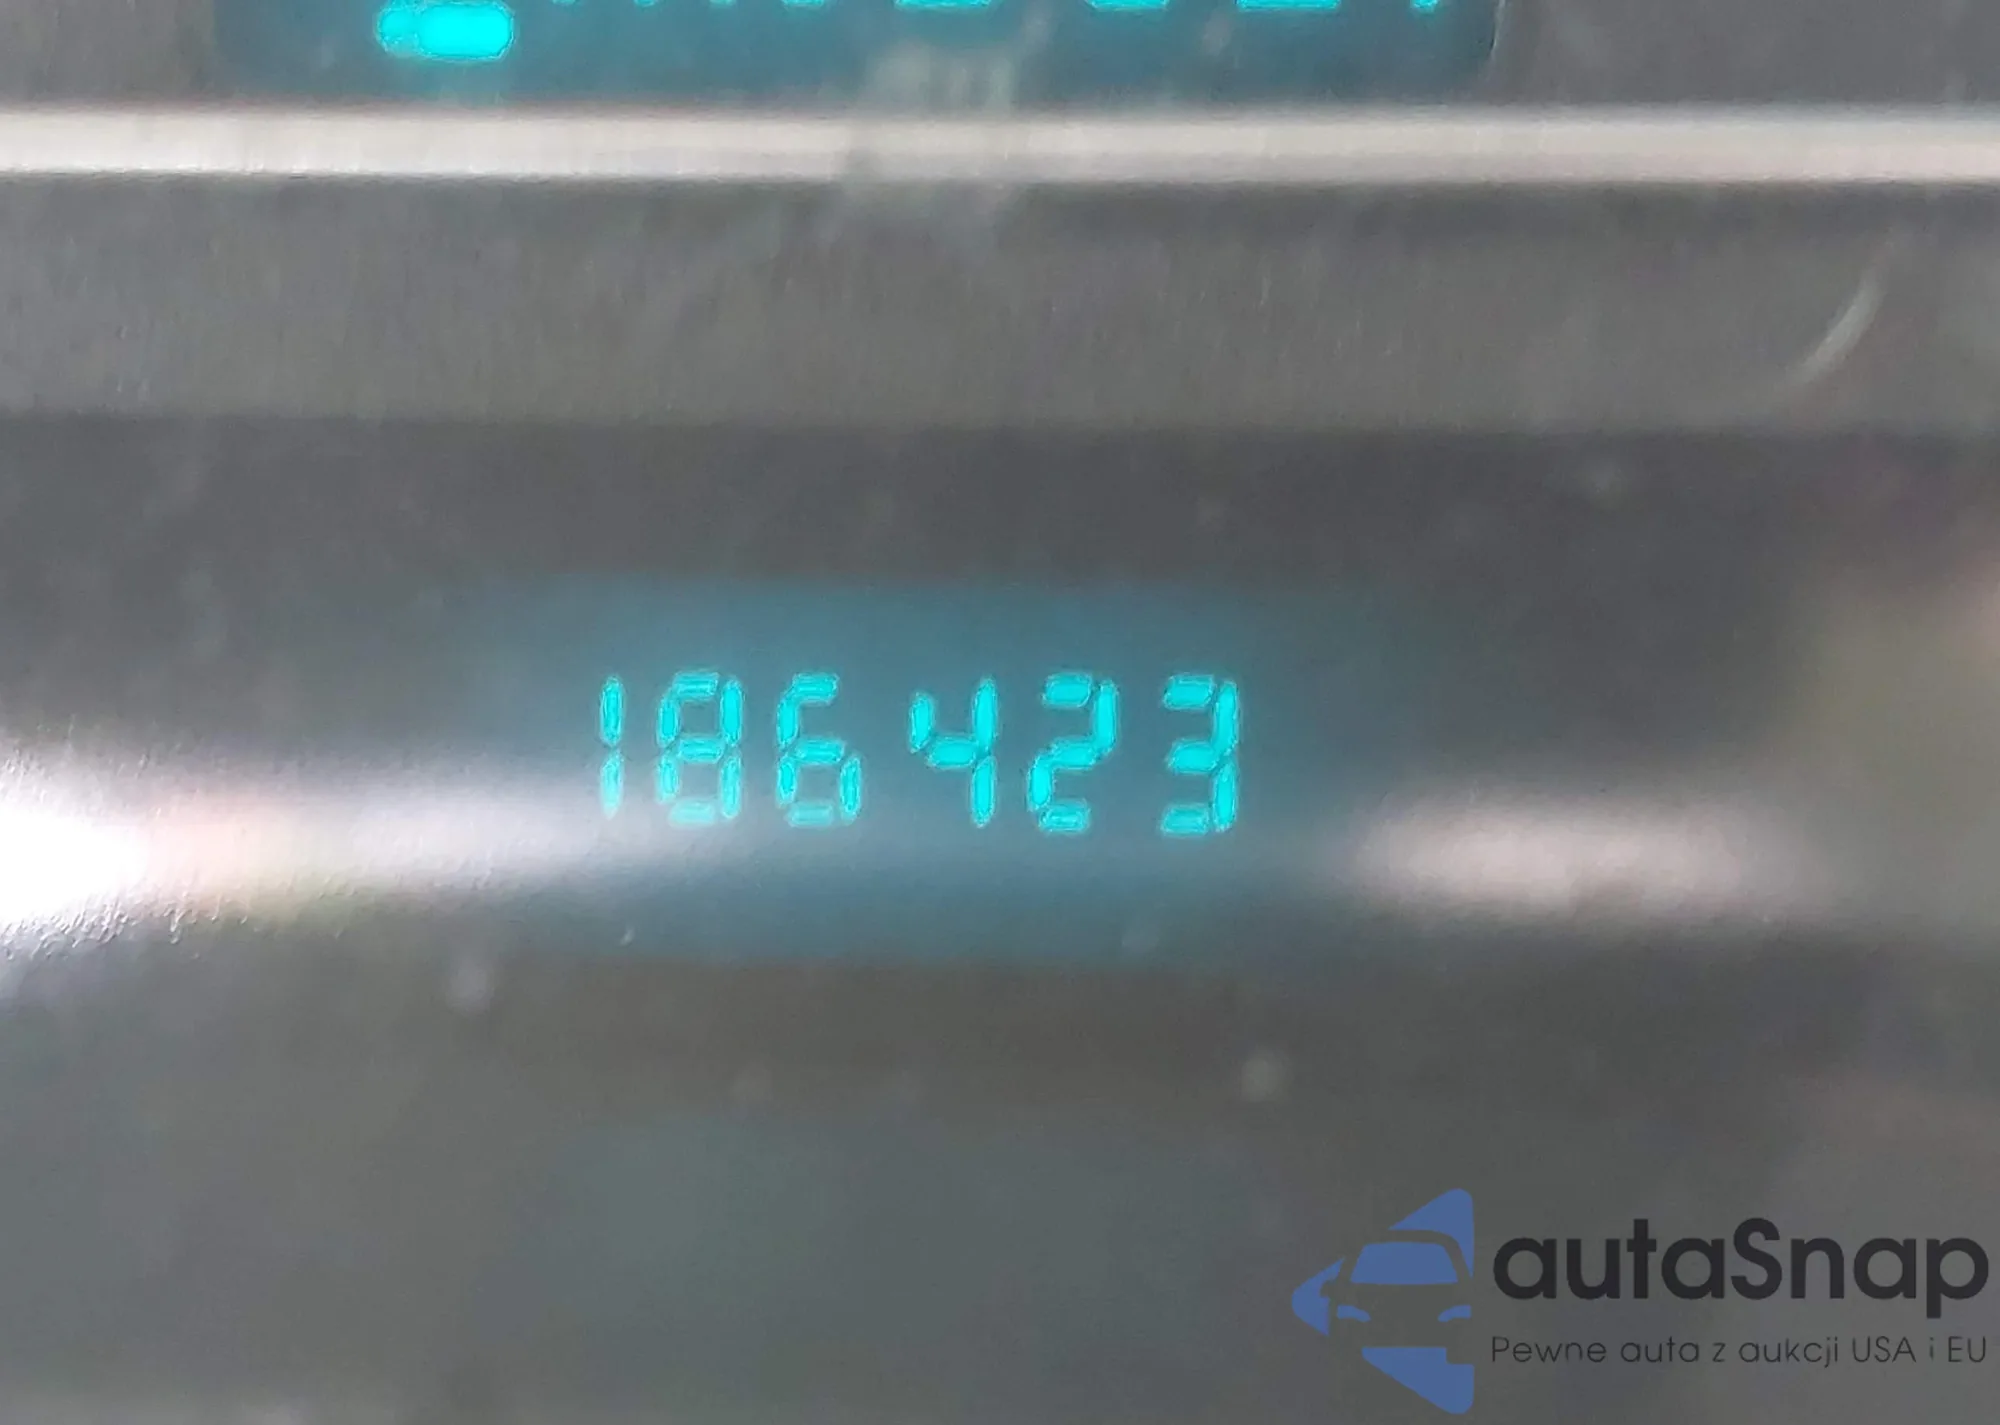 186423
autaSnap
Pewne auta z aukcji USA i EU